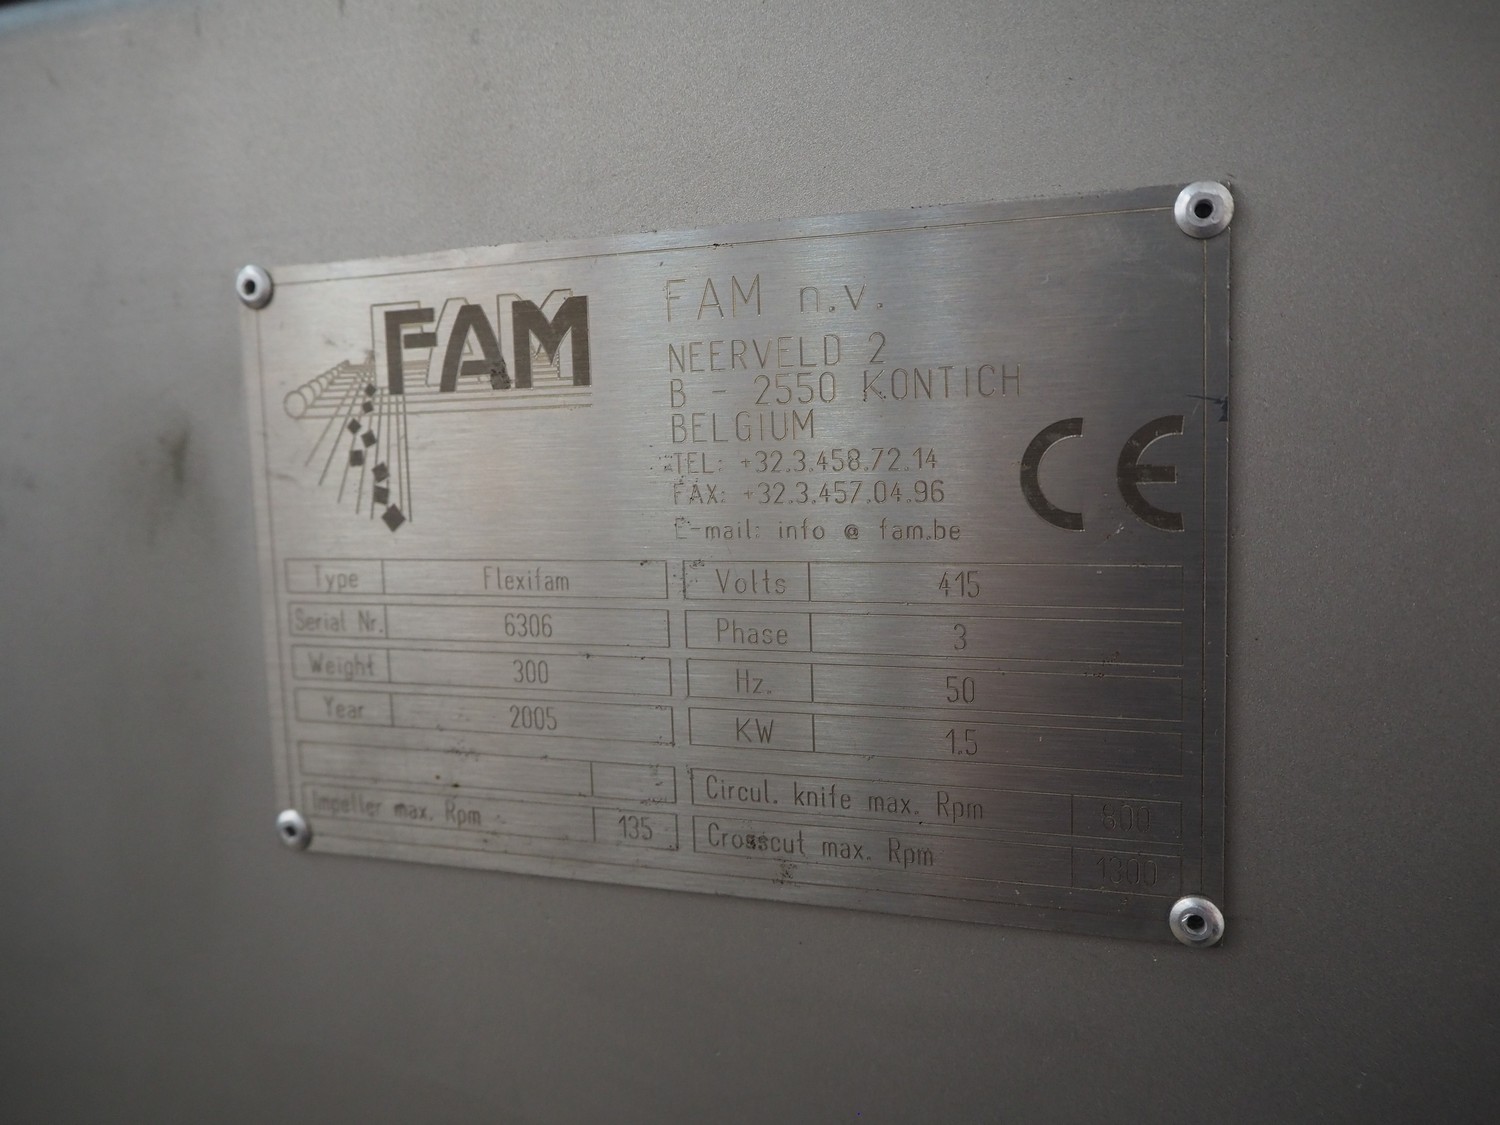 FAM
FAM n.v.
NEERVELD 2
B - 2550 KONTICH
BELGIUM
TEL: +32.3.458.72.14
FAX: +32.3.457.04.96
E-mail: info @ fam.be
CE
Type Flexifam
Serial Nr. 6306
Weight 300
Year 2005
Impeller max. Rpm 135
Volts 415
Phase 3
Hz. 50
KW 1.5
Circul. knife max. Rpm
Crosscut max. Rpm 1300